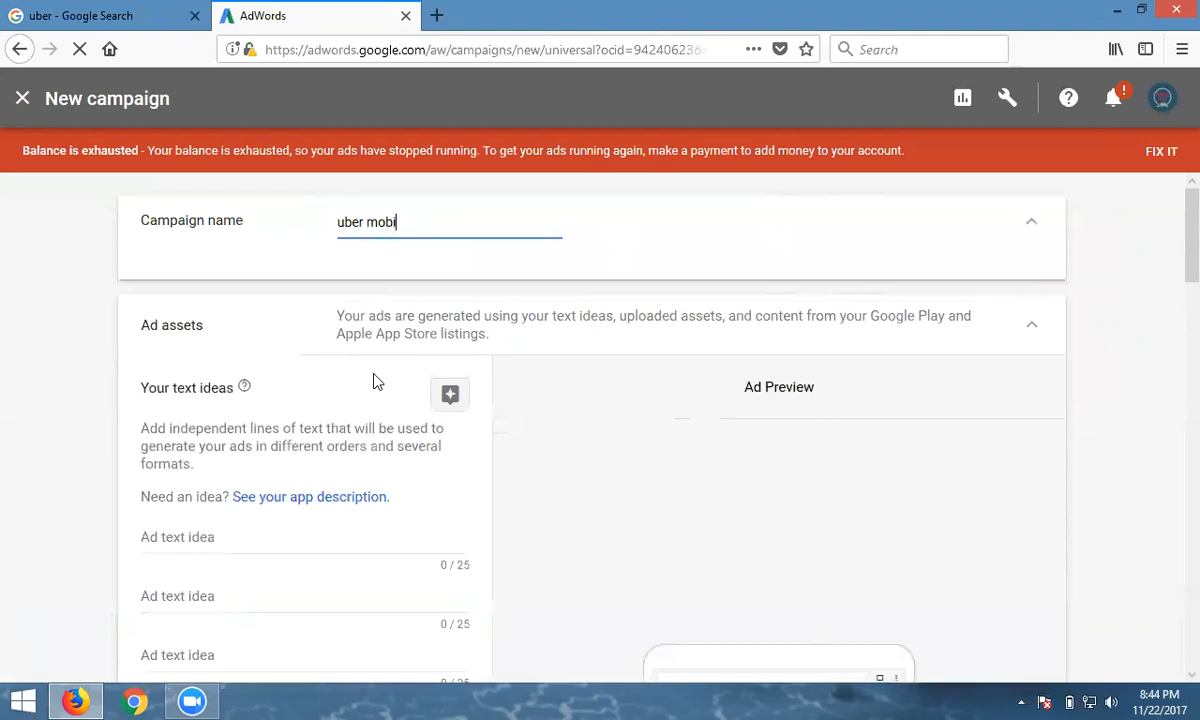 uber - Google Search
AdWords
https://adwords.google.com/aw/campaigns/new/universal?ocid=94240623
Search
New campaign
Balance is exhausted - Your balance is exhausted, so your ads have stopped running. To get your ads running again, make a payment to add money to your account.
FIX IT
Campaign name
uber mobi
Ad assets
Your ads are generated using your text ideas, uploaded assets, and content from your Google Play and
Apple App Store listings.
Your text ideas
Ad Preview
Add independent lines of text that will be used to
generate your ads in different orders and several
formats.
Need an idea? See your app description.
Ad text idea
0 / 25
Ad text idea
0 / 25
Ad text idea
0 / 25
8:44 PM
11/22/2017